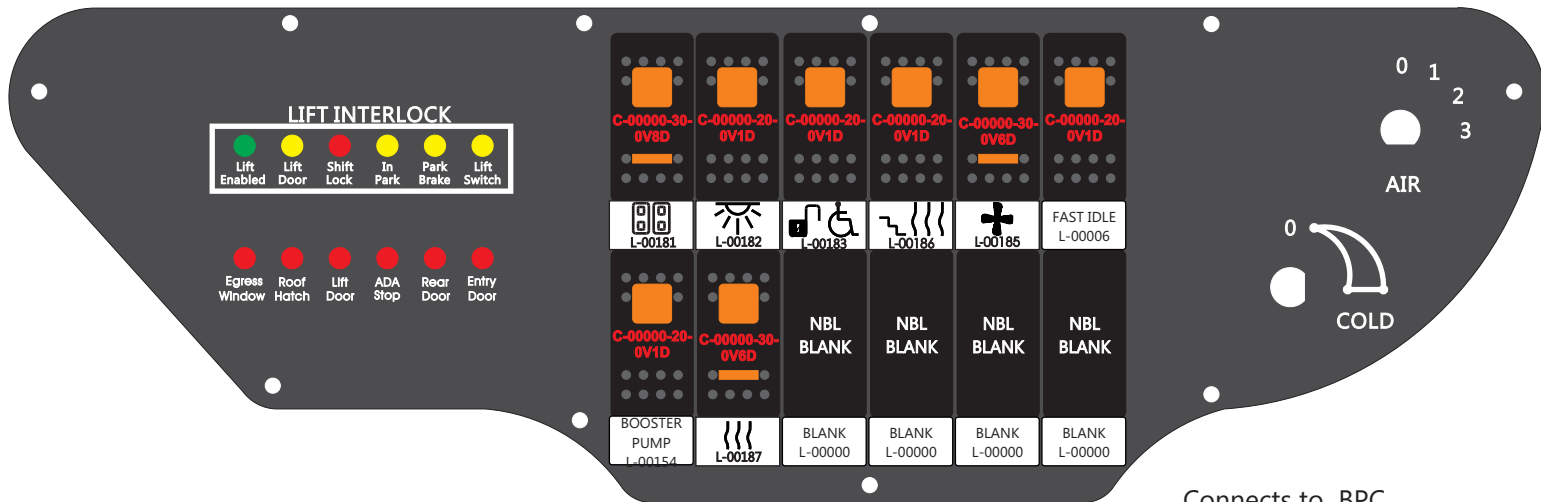 LIFT INTERLOCK
Lift
Enabled
Lift
Door
Shift
Lock
In
Park
Park
Brake
Lift
Switch
Egress
Window
Roof
Hatch
Lift
Door
ADA
Stop
Rear
Door
Entry
Door
C-00000-30-
0V8D
C-00000-20-
0V1D
C-00000-20-
0V1D
C-00000-20-
0V1D
C-00000-30-
0V6D
C-00000-20-
0V1D
L-00181
L-00182
L-00183
L-00186
L-00185
FAST IDLE
L-00006
C-00000-20-
0V1D
C-00000-30-
0V6D
NBL
BLANK
NBL
BLANK
NBL
BLANK
NBL
BLANK
BOOSTER
PUMP
L-00154
L-00187
BLANK
L-00000
BLANK
L-00000
BLANK
L-00000
BLANK
L-00000
0
1
2
3
AIR
0
COLD
Connects to BPC